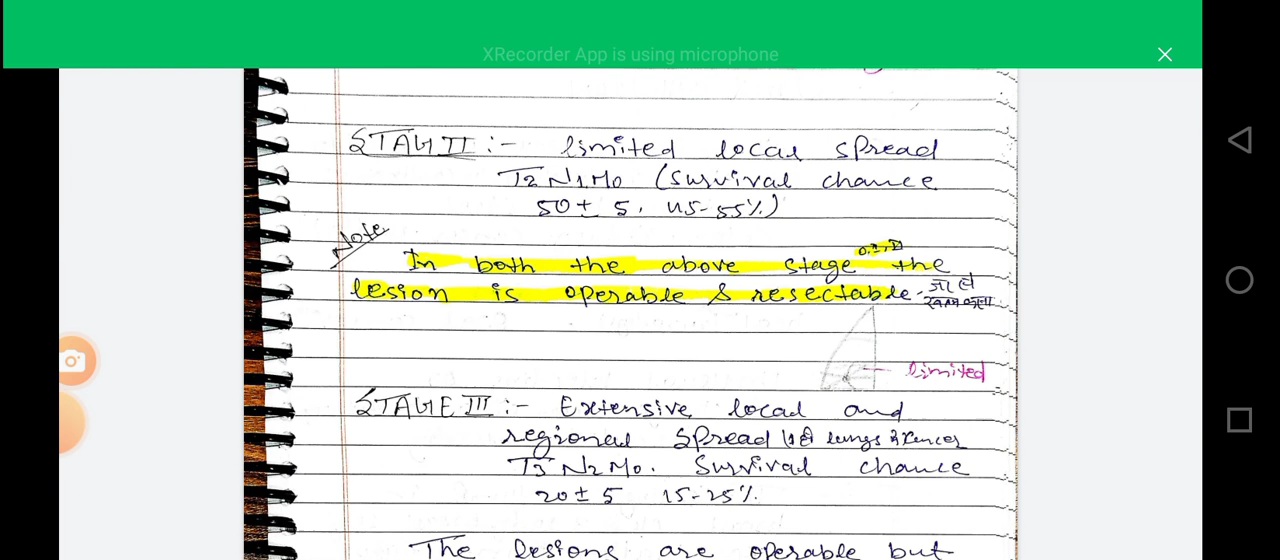 XRecorder App is using microphone
STAGE II :- limited local spread
T2 N1 M0 (survival chance
50 ± 5, 45-55%)
Note
In both the above stage the
lesion is operable & resectable.
limited
STAGE III :- Extensive local and
regional spread lungs cancer
T3 N2 M0. Survival chance
20 ± 5 15-25%.
The lesions are operable but